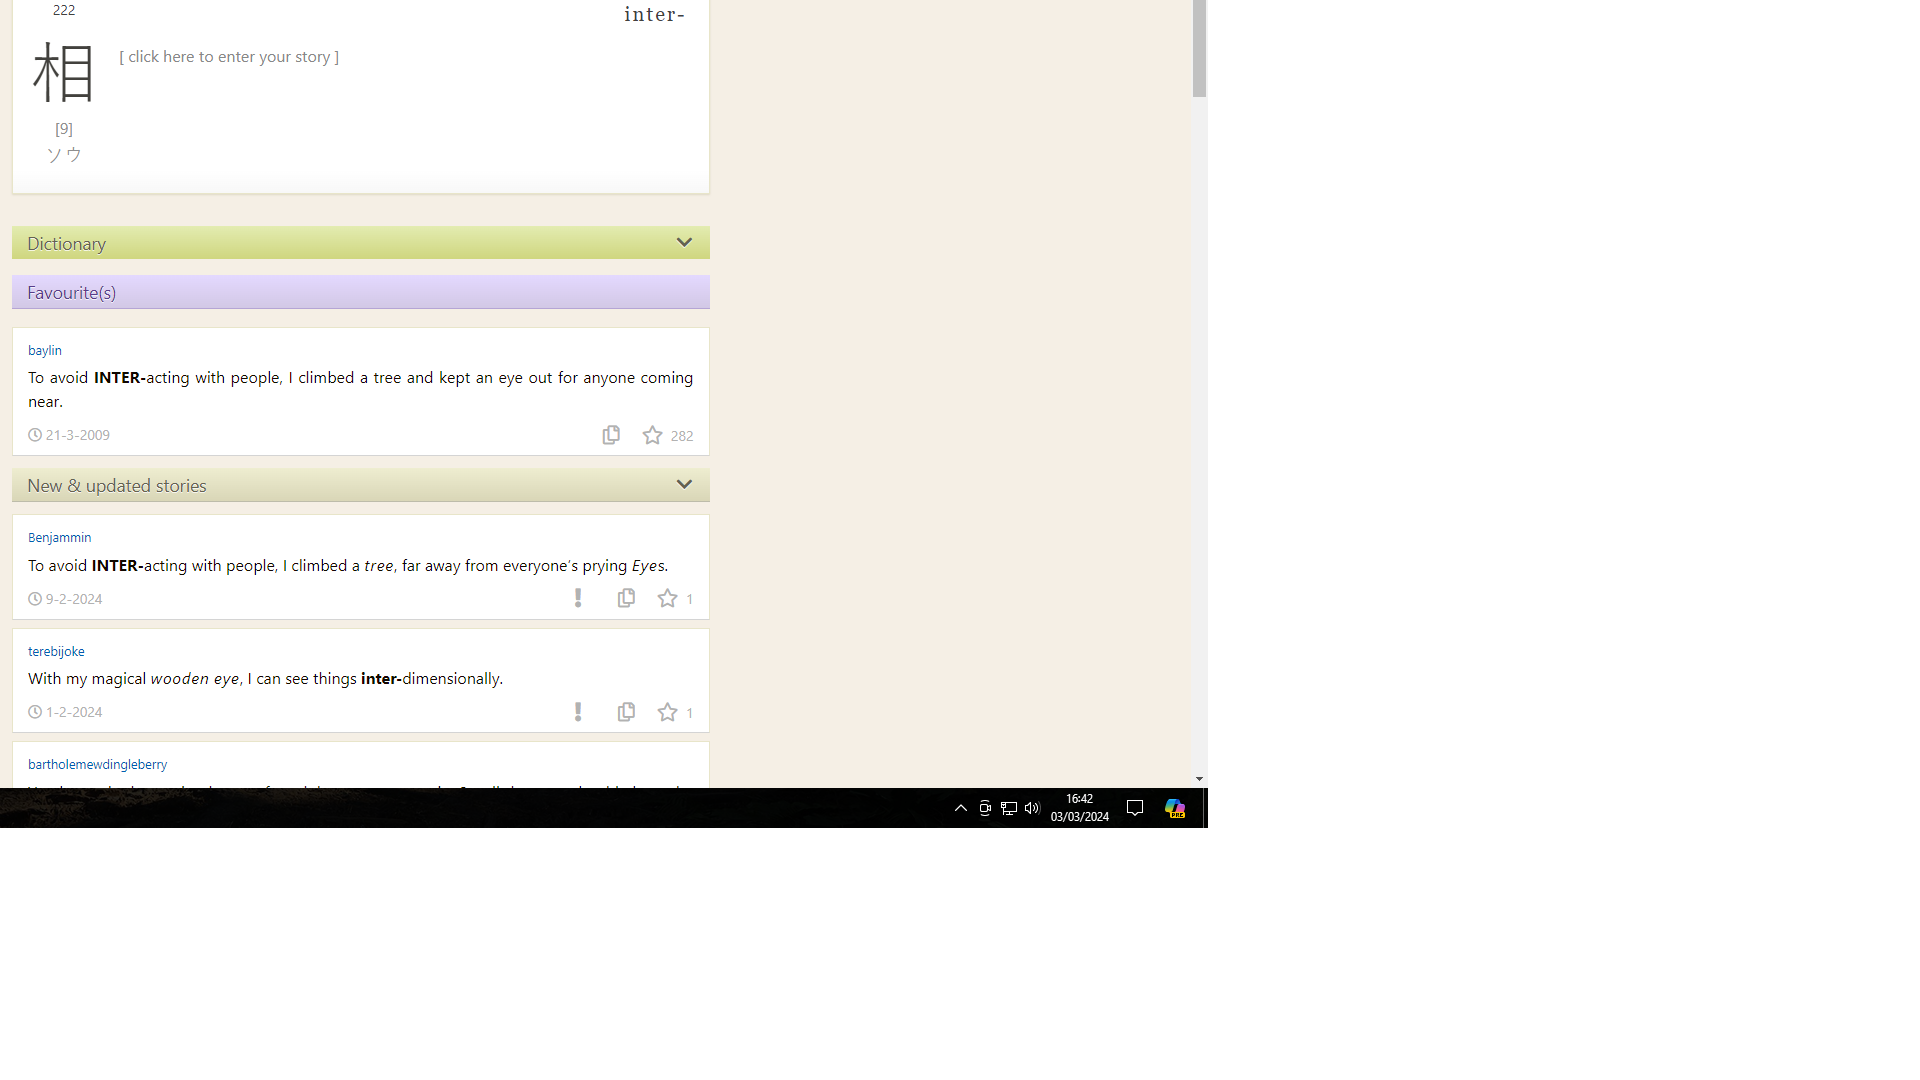 222
inter-
相
[ click here to enter your story ]
[9]
ソウ
Dictionary
Favourite(s)
baylin
To avoid INTER-acting with people, I climbed a tree and kept an eye out for anyone coming
near.
21-3-2009
282
New & updated stories
Benjammin
To avoid INTER-acting with people, I climbed a tree, far away from everyone's prying Eyes.
9-2-2024
1
terebijoke
With my magical wooden eye, I can see things inter-dimensionally.
1-2-2024
1
bartholemewdingleberry
16:42
03/03/2024
PRE